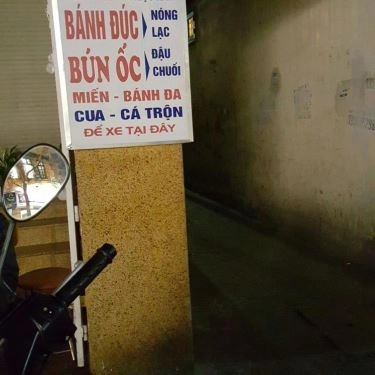 BÁNH ĐÚC NÓNG
LẠC
BÚN ỐC ĐẬU
CHUỐI
MIẾN - BÁNH ĐA
CUA - CÁ TRỘN
ĐỂ XE TẠI ĐÂY